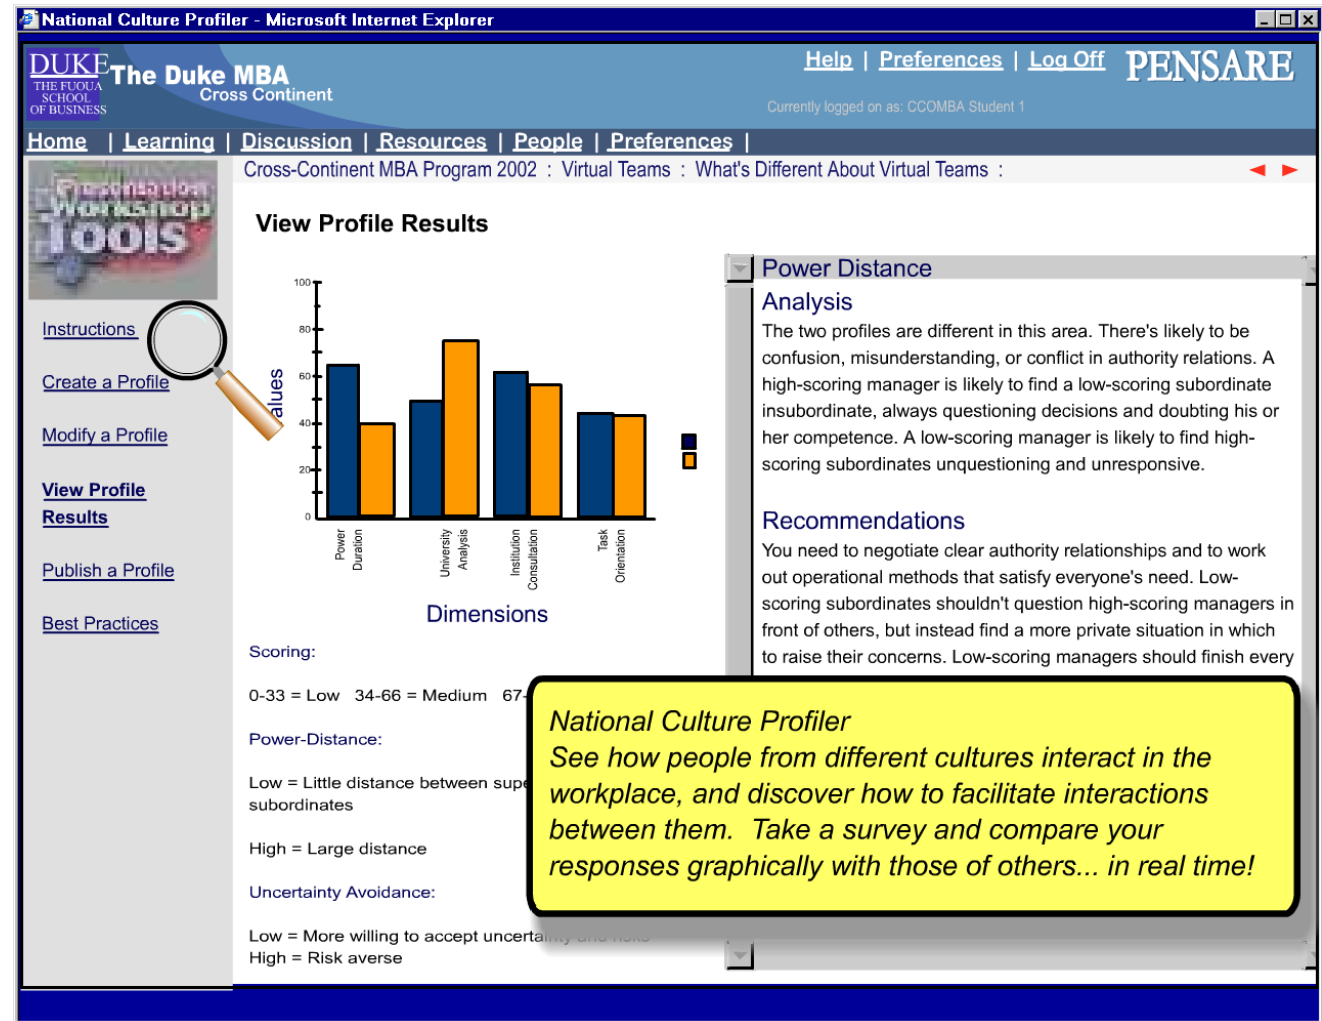 National Culture Profiler - Microsoft Internet Explorer
DUKE
THE FUQUA
SCHOOL
OF BUSINESS
The Duke MBA
Cross Continent
Help | Preferences | Log Off
PENSARE
Currently logged on as: CCOMBA Student 1
Home | Learning | Discussion | Resources | People | Preferences |
Cross-Continent MBA Program 2002 : Virtual Teams : What's Different About Virtual Teams :
Workshop
Tools
Instructions
Create a Profile
Modify a Profile
View Profile
Results
Publish a Profile
Best Practices
View Profile Results
100
80
60
40
20
0
alues
Power
Duration
University
Analysis
Institution
Consultation
Task
Orientation
Dimensions
Scoring:
0-33 = Low 34-66 = Medium 67-
Power-Distance:
Low = Little distance between supe
subordinates
High = Large distance
Uncertainty Avoidance:
Low = More willing to accept uncertainty and risks
High = Risk averse
Power Distance
Analysis
The two profiles are different in this area. There's likely to be
confusion, misunderstanding, or conflict in authority relations. A
high-scoring manager is likely to find a low-scoring subordinate
insubordinate, always questioning decisions and doubting his or
her competence. A low-scoring manager is likely to find high-
scoring subordinates unquestioning and unresponsive.
Recommendations
You need to negotiate clear authority relationships and to work
out operational methods that satisfy everyone's need. Low-
scoring subordinates shouldn't question high-scoring managers in
front of others, but instead find a more private situation in which
to raise their concerns. Low-scoring managers should finish every
National Culture Profiler
See how people from different cultures interact in the
workplace, and discover how to facilitate interactions
between them. Take a survey and compare your
responses graphically with those of others... in real time!